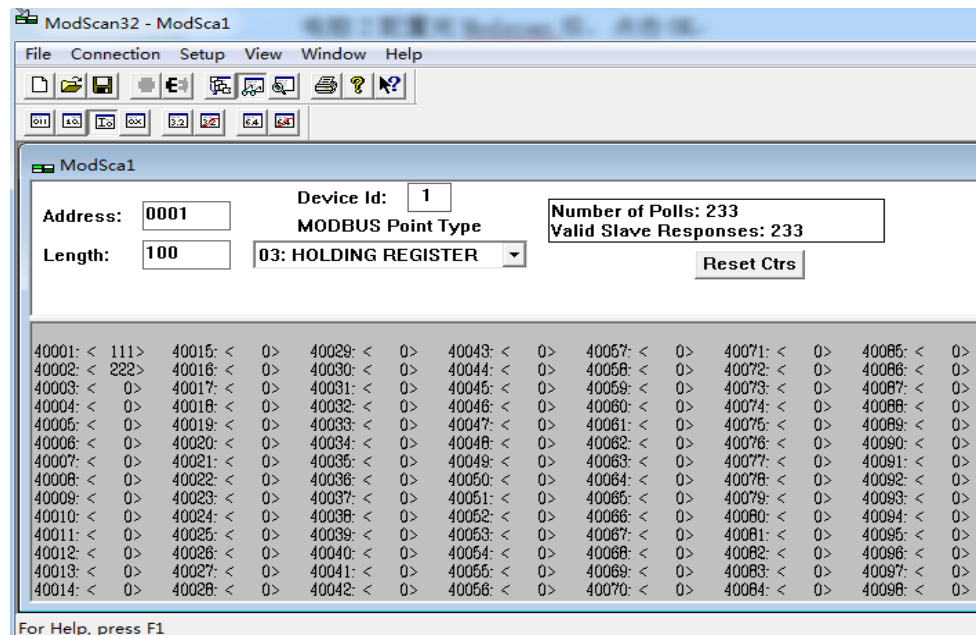 ModScan32 - ModSca1
File Connection Setup View Window Help
ModSca1
Address: 0001
Device Id: 1
MODBUS Point Type
Length: 100
03: HOLDING REGISTER
Number of Polls: 233
Valid Slave Responses: 233
Reset Ctrs
40001: < 111> 40015: < 0> 40029: < 0> 40043: < 0> 40057: < 0> 40071: < 0> 40085: < 0>
40002: < 222> 40016: < 0> 40030: < 0> 40044: < 0> 40058: < 0> 40072: < 0> 40086: < 0>
40003: < 0> 40017: < 0> 40031: < 0> 40045: < 0> 40059: < 0> 40073: < 0> 40087: < 0>
40004: < 0> 40018: < 0> 40032: < 0> 40046: < 0> 40060: < 0> 40074: < 0> 40088: < 0>
40005: < 0> 40019: < 0> 40033: < 0> 40047: < 0> 40061: < 0> 40075: < 0> 40089: < 0>
40006: < 0> 40020: < 0> 40034: < 0> 40048: < 0> 40062: < 0> 40076: < 0> 40090: < 0>
40007: < 0> 40021: < 0> 40035: < 0> 40049: < 0> 40063: < 0> 40077: < 0> 40091: < 0>
40008: < 0> 40022: < 0> 40036: < 0> 40050: < 0> 40064: < 0> 40078: < 0> 40092: < 0>
40009: < 0> 40023: < 0> 40037: < 0> 40051: < 0> 40065: < 0> 40079: < 0> 40093: < 0>
40010: < 0> 40024: < 0> 40038: < 0> 40052: < 0> 40066: < 0> 40080: < 0> 40094: < 0>
40011: < 0> 40025: < 0> 40039: < 0> 40053: < 0> 40067: < 0> 40081: < 0> 40095: < 0>
40012: < 0> 40026: < 0> 40040: < 0> 40054: < 0> 40068: < 0> 40082: < 0> 40096: < 0>
40013: < 0> 40027: < 0> 40041: < 0> 40055: < 0> 40069: < 0> 40083: < 0> 40097: < 0>
40014: < 0> 40028: < 0> 40042: < 0> 40056: < 0> 40070: < 0> 40084: < 0> 40098: < 0>
For Help, press F1